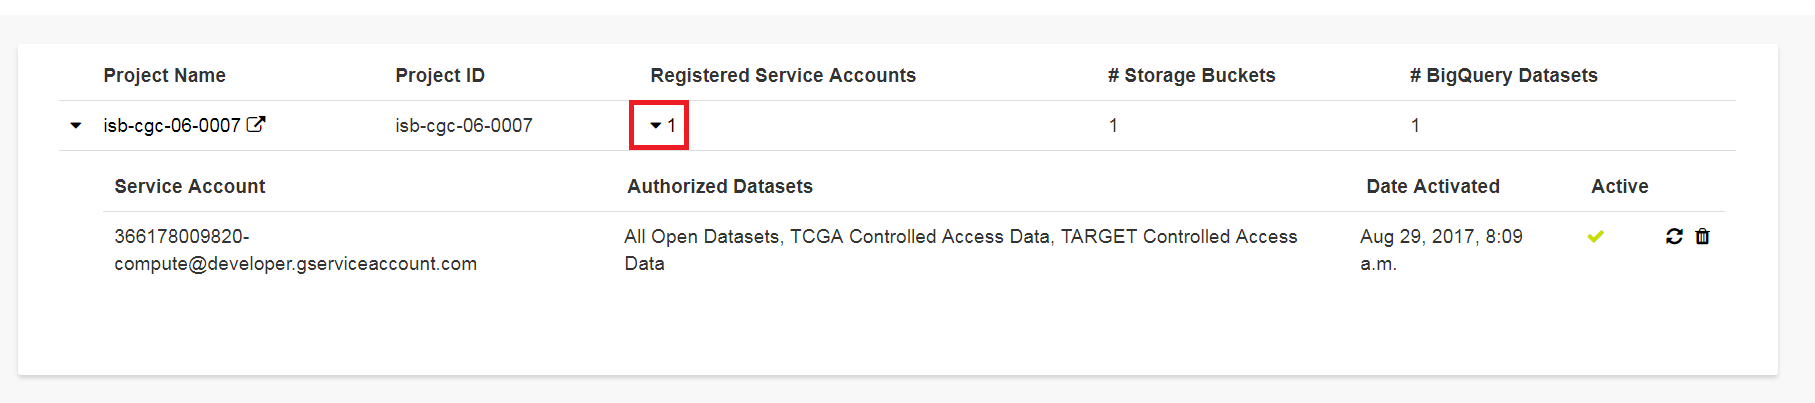 Project Name Project ID Registered Service Accounts # Storage Buckets # BigQuery Datasets
isb-cgc-06-0007 isb-cgc-06-0007 1 1 1
Service Account Authorized Datasets Date Activated Active
366178009820- All Open Datasets, TCGA Controlled Access Data, TARGET Controlled Access Aug 29, 2017, 8:09
compute@developer.gserviceaccount.com Data a.m.